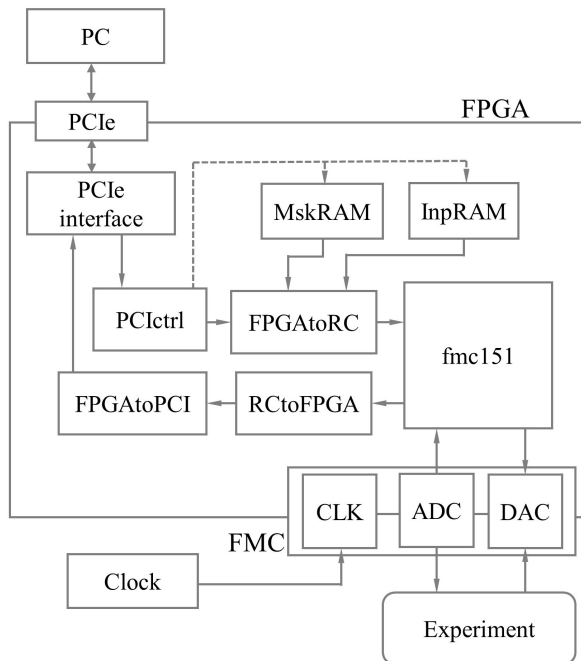 PC
FPGA
PCIe
PCIe
interface
MskRAM
InpRAM
PCIctrl
FPGAtoRC
fmc151
FPGAtoPCI
RCtoFPGA
CLK
ADC
DAC
FMC
Clock
Experiment